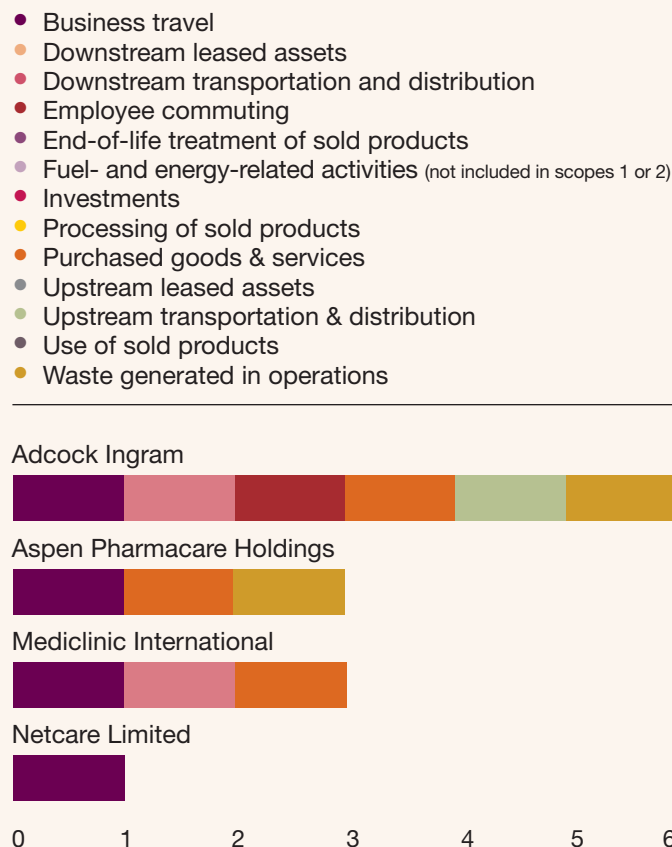 Business travel
Downstream leased assets
Downstream transportation and distribution
Employee commuting
End-of-life treatment of sold products
Fuel- and energy-related activities (not included in scopes 1 or 2)
Investments
Processing of sold products
Purchased goods & services
Upstream leased assets
Upstream transportation & distribution
Use of sold products
Waste generated in operations
Adcock Ingram
Aspen Pharmacare Holdings
Mediclinic International
Netcare Limited
0 1 2 3 4 5 6